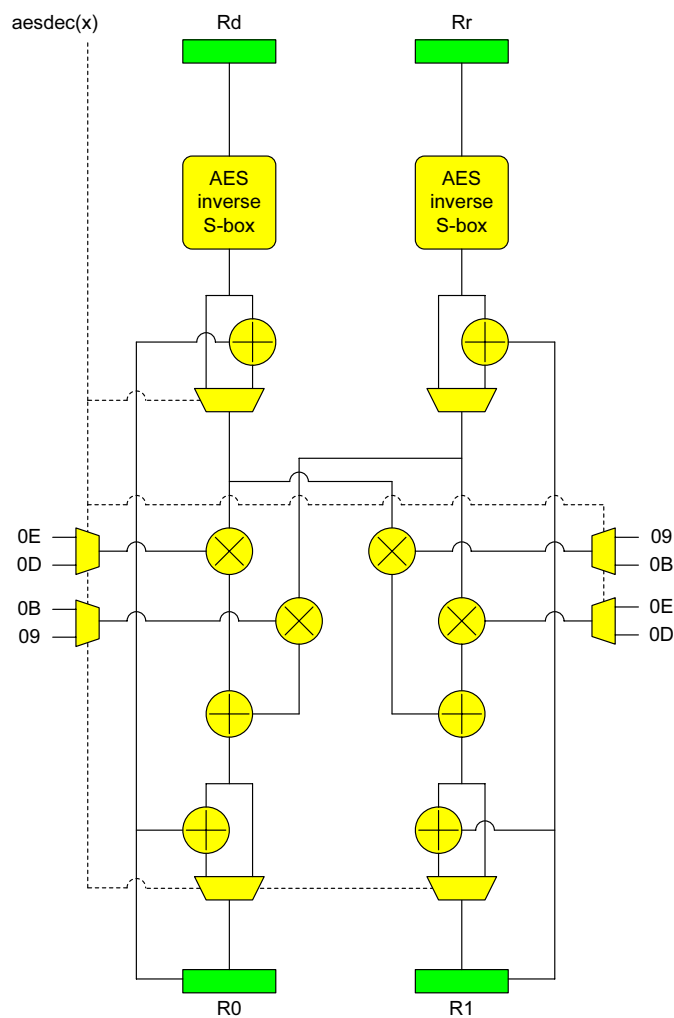 aesdec(x)
Rd
Rr
AES
inverse
S-box
AES
inverse
S-box
0E
0D
0B
09
09
0B
0E
0D
R0
R1